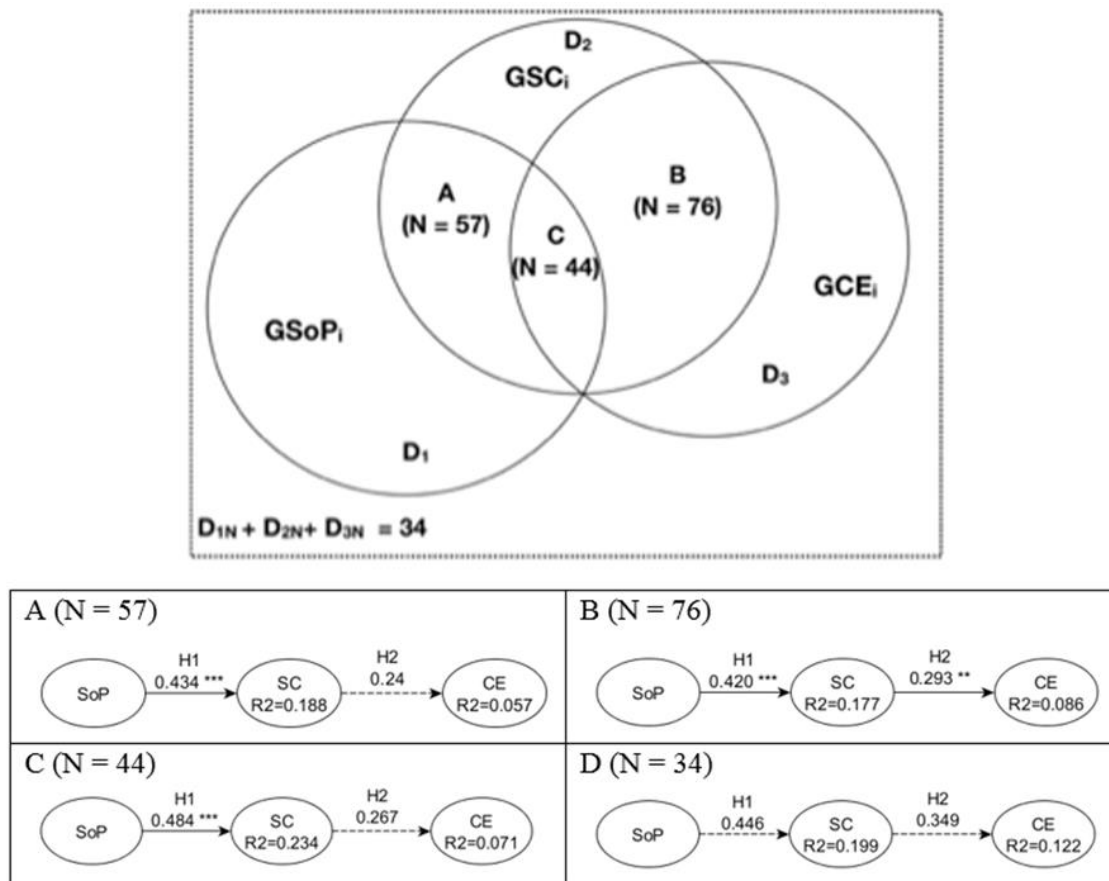 D₂
GSCᵢ
A
(N = 57)
B
(N = 76)
C
(N = 44)
GCEᵢ
GSoPᵢ
D₃
D₁
D₁N + D₂N+ D₃N = 34
A (N = 57)
H1
0.434 ***
H2
0.24
SoP
SC
R2=0.188
CE
R2=0.057
B (N = 76)
H1
0.420 ***
H2
0.293 **
SoP
SC
R2=0.177
CE
R2=0.086
C (N = 44)
H1
0.484 ***
H2
0.267
SoP
SC
R2=0.234
CE
R2=0.071
D (N = 34)
H1
0.446
H2
0.349
SoP
SC
R2=0.199
CE
R2=0.122